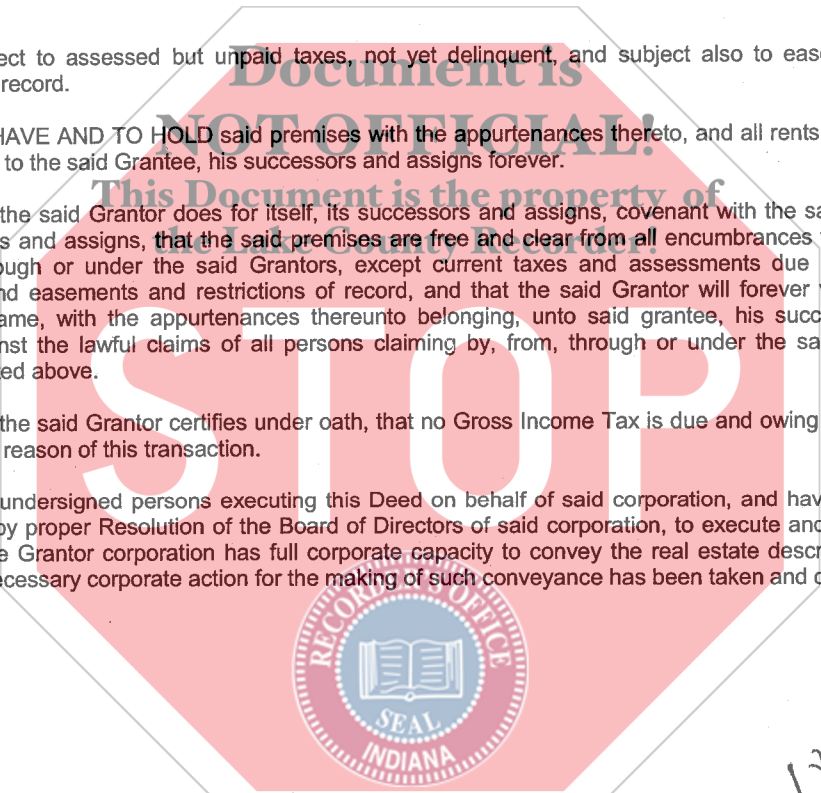 ect to assessed but unpaid taxes, not yet delinquent, and subject also to ease
record.
HAVE AND TO HOLD said premises with the appurtenances thereto, and all rents
to the said Grantee, his successors and assigns forever.
the said Grantor does for itself, its successors and assigns, covenant with the sa
s and assigns, that the said premises are free and clear from all encumbrances
ough or under the said Grantors, except current taxes and assessments due
nd easements and restrictions of record, and that the said Grantor will forever
ame, with the appurtenances thereunto belonging, unto said grantee, his succ
nst the lawful claims of all persons claiming by, from, through or under the sa
ed above.
the said Grantor certifies under oath, that no Gross Income Tax is due and owing
reason of this transaction.
undersigned persons executing this Deed on behalf of said corporation, and hav
by proper Resolution of the Board of Directors of said corporation, to execute and
e Grantor corporation has full corporate capacity to convey the real estate descr
ecessary corporate action for the making of such conveyance has been taken and d
Document is
NOT OFFICIAL!
This Document is the property of
the Lake County Recorder!
STOP
RECORDER'S OFFICE
SEAL
INDIANA